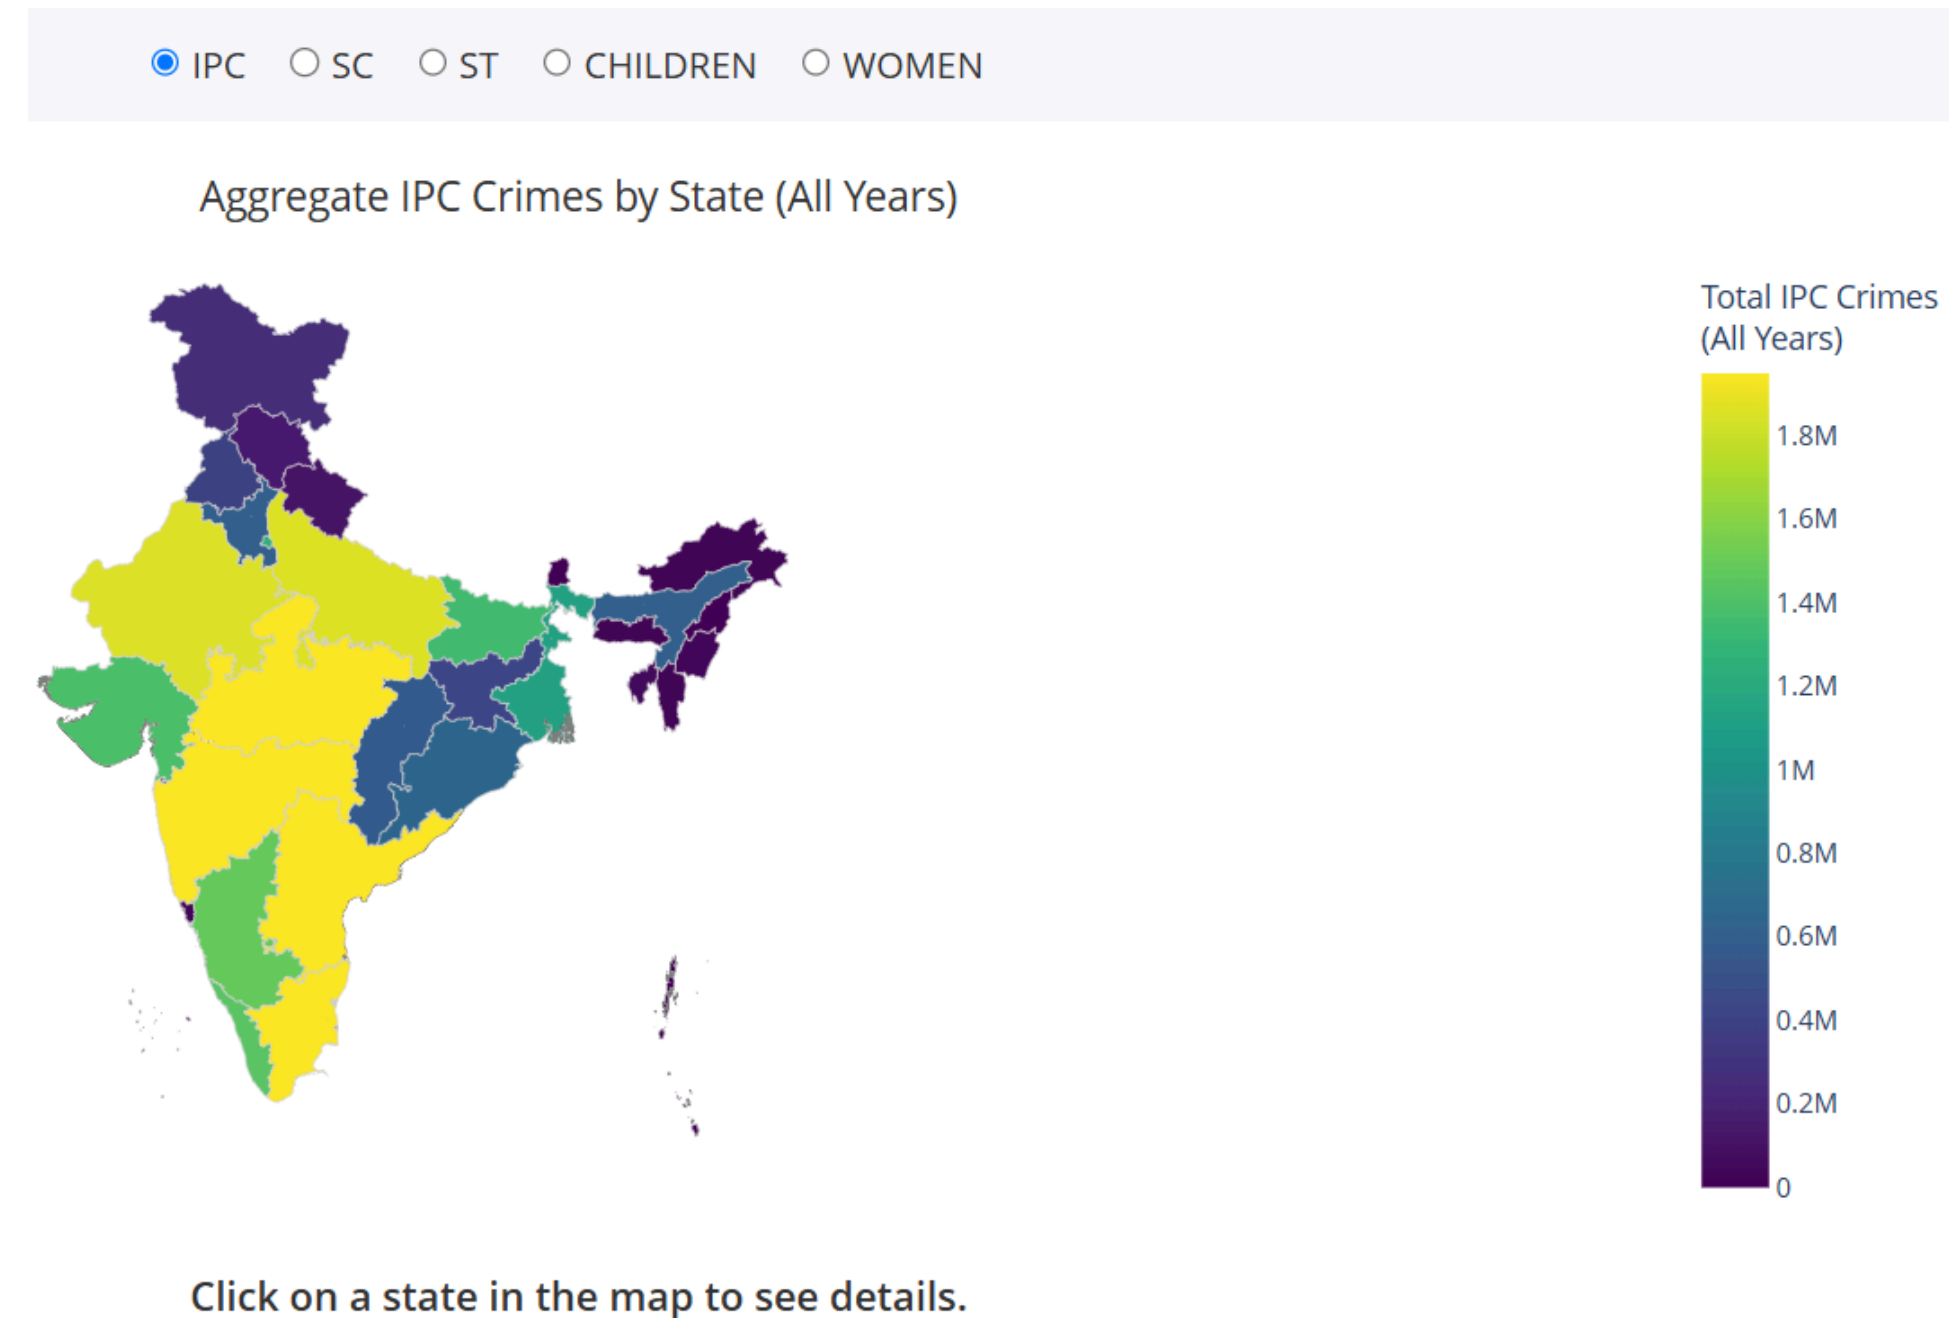 IPC SC ST CHILDREN WOMEN
Aggregate IPC Crimes by State (All Years)
Total IPC Crimes
(All Years)
1.8M
1.6M
1.4M
1.2M
1M
0.8M
0.6M
0.4M
0.2M
0
Click on a state in the map to see details.